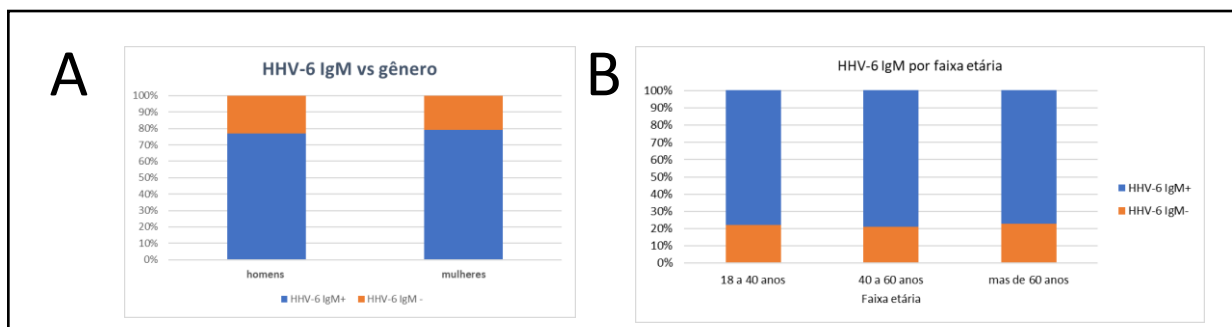 A
HHV-6 IgM vs gênero
100%
90%
80%
70%
60%
50%
40%
30%
20%
10%
0%
homens
mulheres
HHV-6 IgM+
HHV-6 IgM -
B
HHV-6 IgM por faixa etária
100%
90%
80%
70%
60%
50%
40%
30%
20%
10%
0%
18 a 40 anos
40 a 60 anos
mas de 60 anos
Faixa etária
HHV-6 IgM+
HHV-6 IgM-